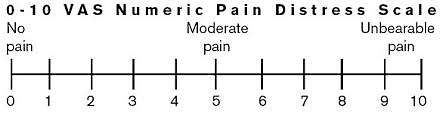 0-10 VAS Numeric Pain Distress Scale
No Moderate Unbearable
pain pain pain
0 1 2 3 4 5 6 7 8 9 10